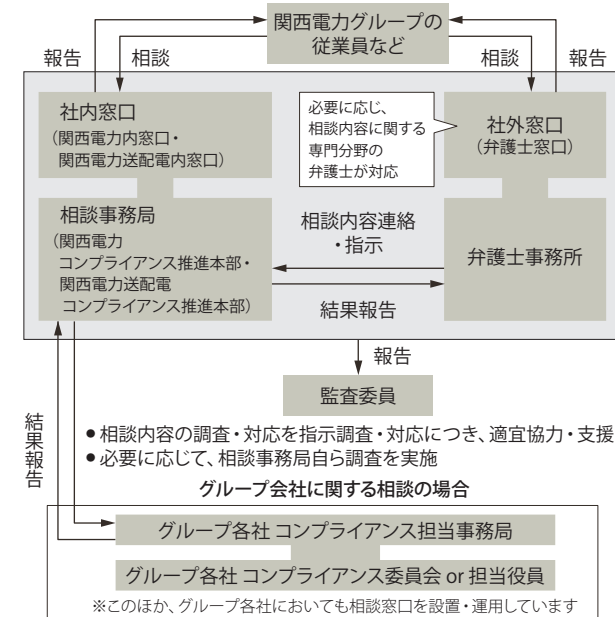 関西電力グループの
従業員など
報告
相談
相談
報告
社内窓口
（関西電力内窓口・
関西電力送配電内窓口）
必要に応じ、
相談内容に関する
専門分野の
弁護士が対応
社外窓口
（弁護士窓口）
相談事務局
（関西電力
コンプライアンス推進本部・
関西電力送配電
コンプライアンス推進本部）
相談内容連絡
・指示
結果報告
弁護士事務所
報告
監査委員
結果報告
●相談内容の調査・対応を指示調査・対応につき、適宜協力・支援
●必要に応じて、相談事務局自ら調査を実施
グループ会社に関する相談の場合
グループ各社 コンプライアンス担当事務局
グループ各社 コンプライアンス委員会 or 担当役員
※このほか、グループ各社においても相談窓口を設置・運用しています